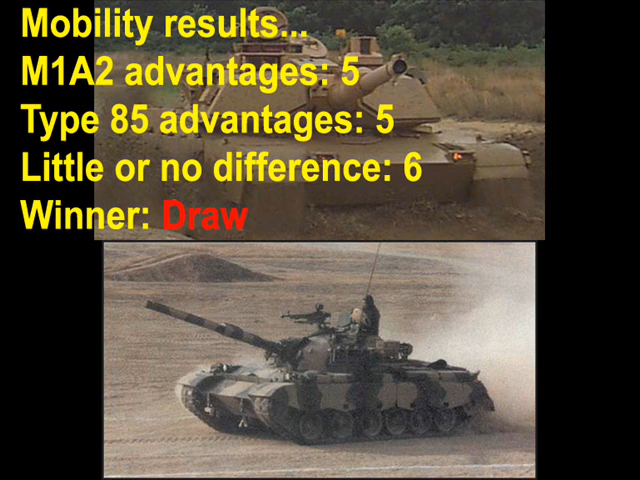 Mobility results...
M1A2 advantages: 5
Type 85 advantages: 5
Little or no difference: 6
Winner: Draw